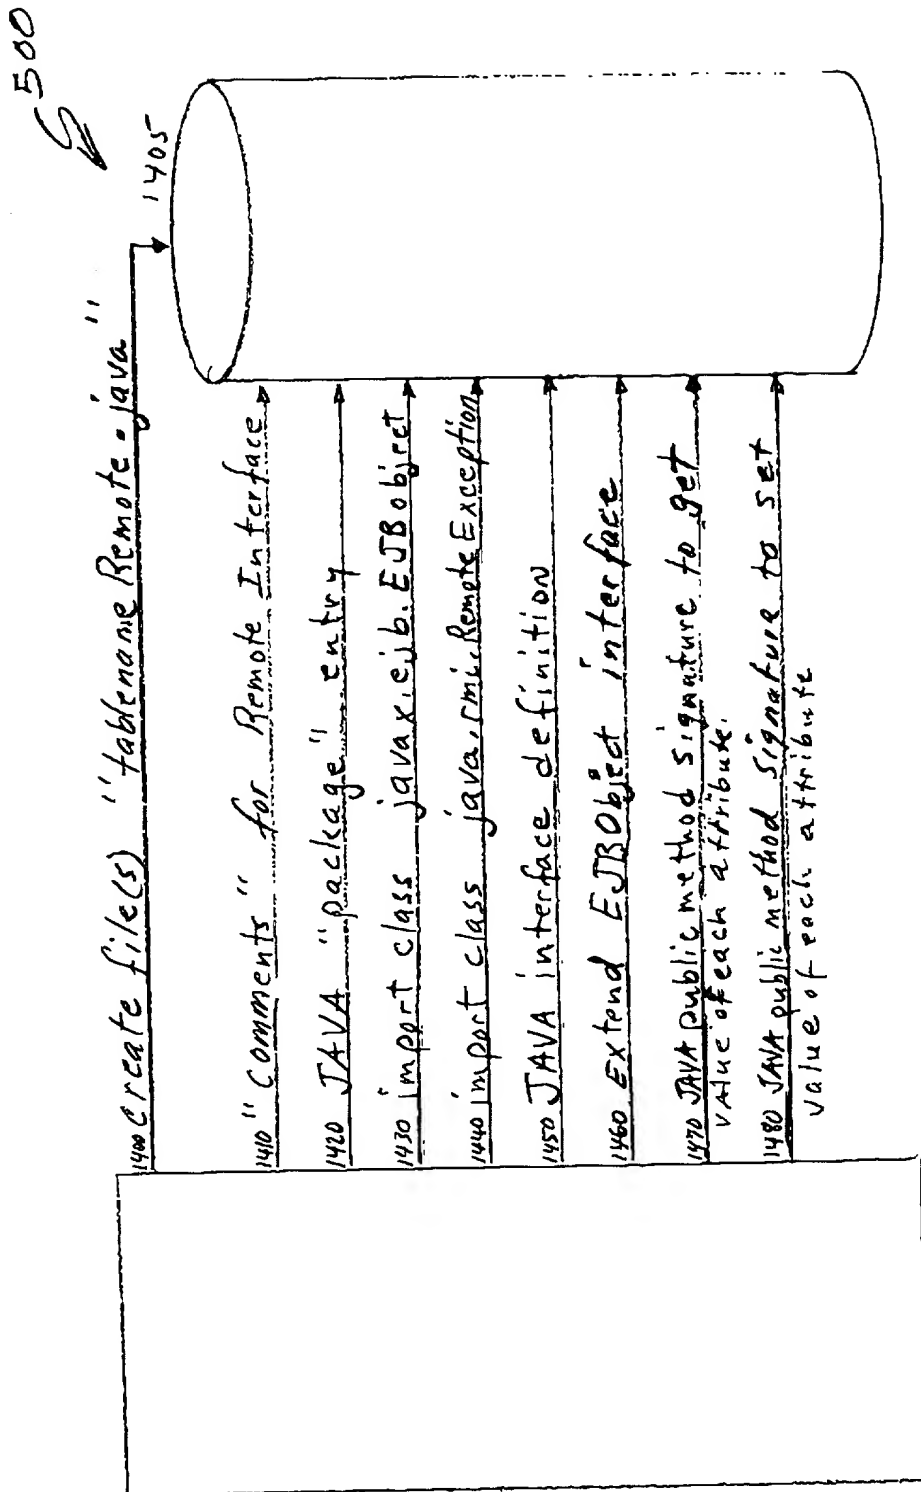 500
1400 Create file(s) "tablenameRemote.java"
1405
1410 "Comments" for Remote Interface
1420 JAVA "package" entry
1430 import class javax.ejb.EJBobject
1440 import class java.rmi.RemoteException
1450 JAVA interface definition
1460 Extend EJBObject interface
1470 JAVA public method signature to get
value of each attribute.
1480 JAVA public method signature to set
value of each attribute